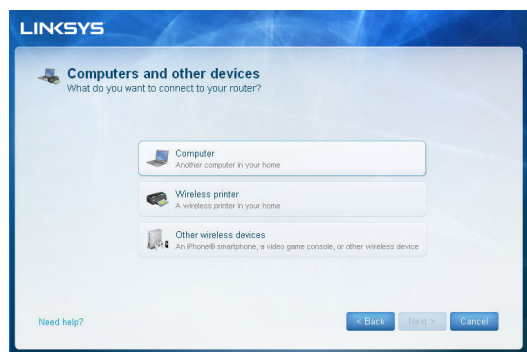 LINKSYS
Computers and other devices
What do you want to connect to your router?
Computer
Another computer in your home
Wireless printer
A wireless printer in your home
Other wireless devices
An iPhone® smartphone, a video game console, or other wireless device
Need help?
< Back Next > Cancel